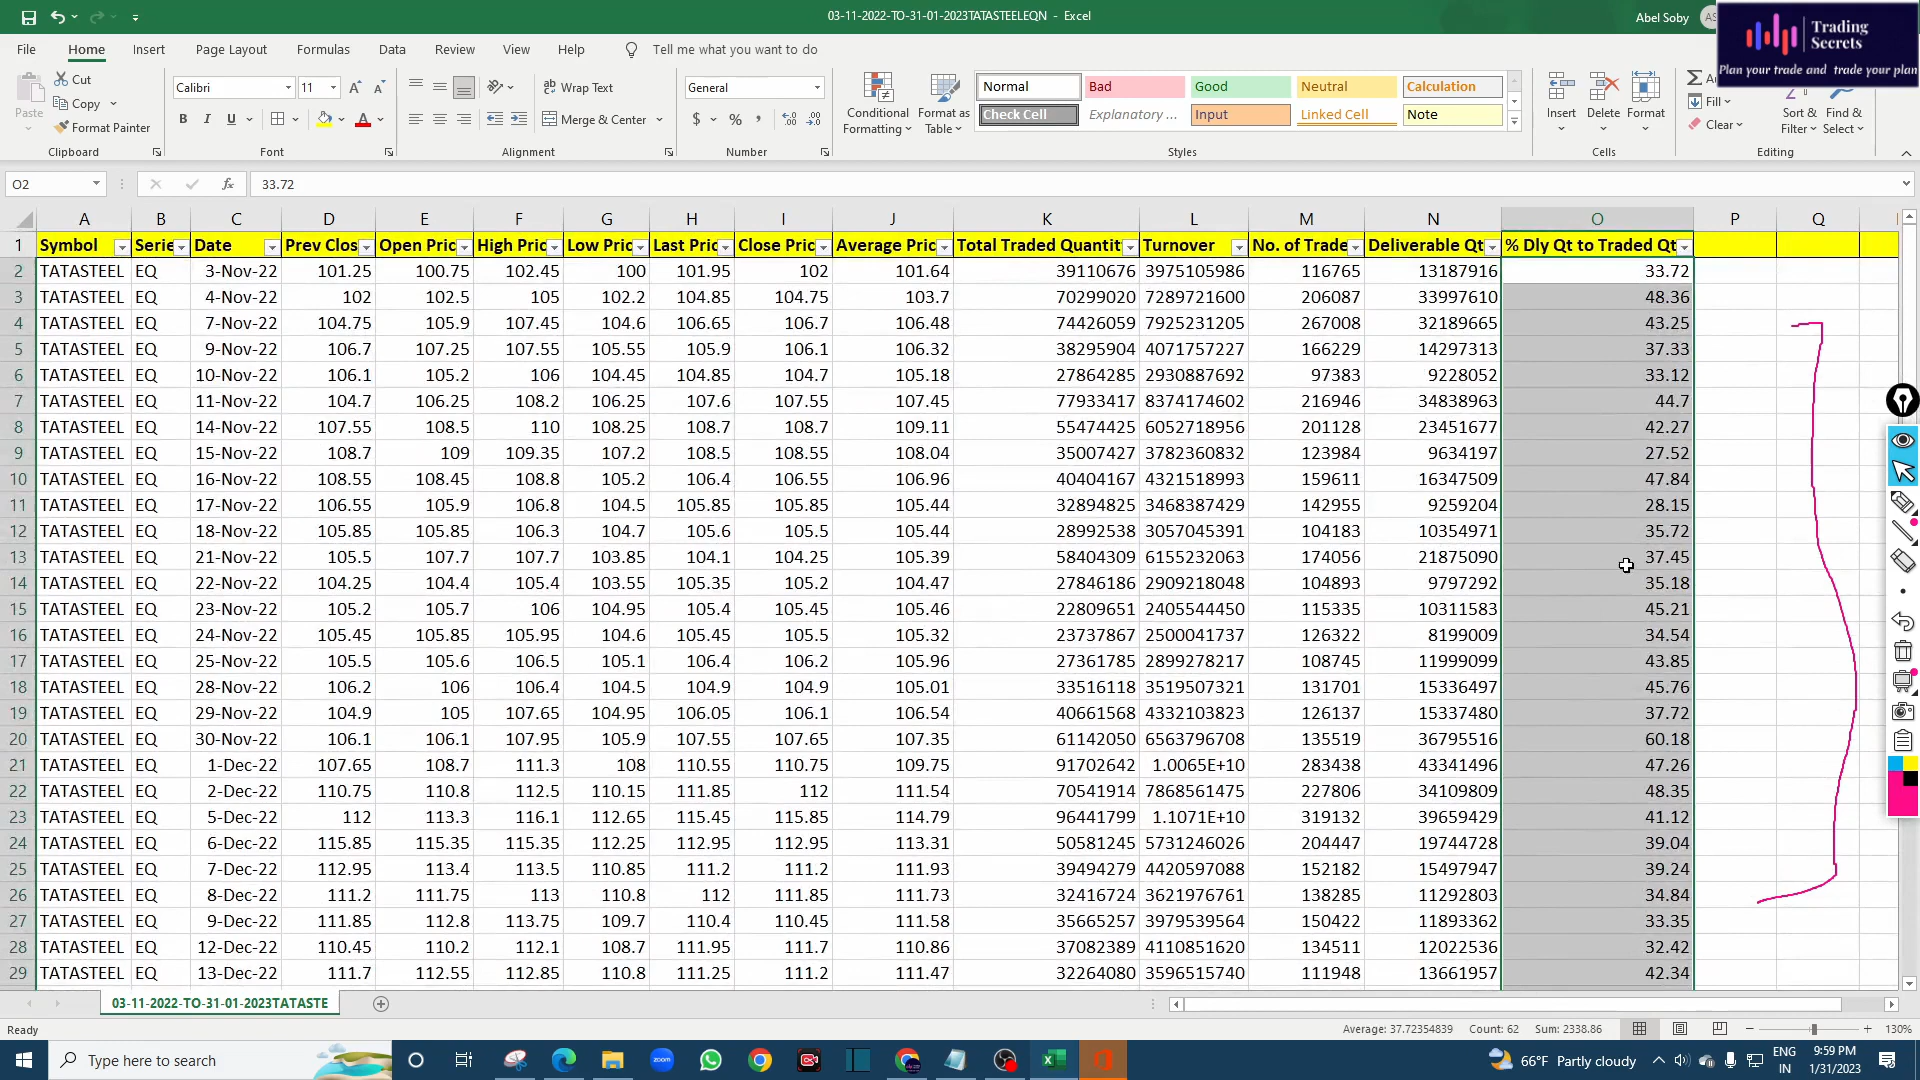 03-11-2022-TO-31-01-2023TATASTEELEQN - Excel
Abel Soby
Trading
Secrets
Plan your trade and trade your plan
File Home Insert Page Layout Formulas Data Review View Help Tell me what you want to do
Paste Cut Copy Format Painter Clipboard
Calibri 11 B I U A A Font
Wrap Text Merge & Center Alignment
General $ % Number
Conditional Formatting Format as Table
Normal Bad Good Neutral Calculation
Check Cell Explanatory ... Input Linked Cell Note
Styles
Insert Delete Format Cells
Fill Clear Sort & Filter Find & Select Editing
O2 fx 33.72
A B C D E F G H I J K L M N O P Q
1 Symbol Serie Date Prev Clos Open Pric High Pric Low Pric Last Pric Close Pric Average Pric Total Traded Quantit Turnover No. of Trade Deliverable Qt % Dly Qt to Traded Qt
2 TATASTEEL EQ 3-Nov-22 101.25 100.75 102.45 100 101.95 102 101.64 39110676 3975105986 116765 13187916 33.72
3 TATASTEEL EQ 4-Nov-22 102 102.5 105 102.2 104.85 104.75 103.7 70299020 7289721600 206087 33997610 48.36
4 TATASTEEL EQ 7-Nov-22 104.75 105.9 107.45 104.6 106.65 106.7 106.48 74426059 7925231205 267008 32189665 43.25
5 TATASTEEL EQ 9-Nov-22 106.7 107.25 107.55 105.55 105.9 106.1 106.32 38295904 4071757227 166229 14297313 37.33
6 TATASTEEL EQ 10-Nov-22 106.1 105.2 106 104.45 104.85 104.7 105.18 27864285 2930887692 97383 9228052 33.12
7 TATASTEEL EQ 11-Nov-22 104.7 106.25 108.2 106.25 107.6 107.55 107.45 77933417 8374174602 216946 34838963 44.7
8 TATASTEEL EQ 14-Nov-22 107.55 108.5 110 108.25 108.7 108.7 109.11 55474425 6052718956 201128 23451677 42.27
9 TATASTEEL EQ 15-Nov-22 108.7 109 109.35 107.2 108.5 108.55 108.04 35007427 3782360832 123984 9634197 27.52
10 TATASTEEL EQ 16-Nov-22 108.55 108.45 108.8 105.2 106.4 106.55 106.96 40404167 4321518993 159611 16347509 47.84
11 TATASTEEL EQ 17-Nov-22 106.55 105.9 106.8 104.5 105.85 105.85 105.44 32894825 3468387429 142955 9259204 28.15
12 TATASTEEL EQ 18-Nov-22 105.85 105.85 106.3 104.7 105.6 105.5 105.44 28992538 3057045391 104183 10354971 35.72
13 TATASTEEL EQ 21-Nov-22 105.5 107.7 107.7 103.85 104.1 104.25 105.39 58404309 6155232063 174056 21875090 37.45
14 TATASTEEL EQ 22-Nov-22 104.25 104.4 105.4 103.55 105.35 105.2 104.47 27846186 2909218048 104893 9797292 35.18
15 TATASTEEL EQ 23-Nov-22 105.2 105.7 106 104.95 105.4 105.45 105.46 22809651 2405544450 115335 10311583 45.21
16 TATASTEEL EQ 24-Nov-22 105.45 105.85 105.95 104.6 105.45 105.5 105.32 23737867 2500041737 126322 8199009 34.54
17 TATASTEEL EQ 25-Nov-22 105.5 105.6 106.5 105.1 106.4 106.2 105.96 27361785 2899278217 108745 11999099 43.85
18 TATASTEEL EQ 28-Nov-22 106.2 106 106.4 104.5 104.9 104.9 105.01 33516118 3519507321 131701 15336497 45.76
19 TATASTEEL EQ 29-Nov-22 104.9 105 107.65 104.95 106.05 106.1 106.54 40661568 4332103823 126137 15337480 37.72
20 TATASTEEL EQ 30-Nov-22 106.1 106.1 107.95 105.9 107.55 107.65 107.35 61142050 6563796708 135519 36795516 60.18
21 TATASTEEL EQ 1-Dec-22 107.65 108.7 111.3 108 110.55 110.75 109.75 91702642 1.0065E+10 283438 43341496 47.26
22 TATASTEEL EQ 2-Dec-22 110.75 110.8 112.5 110.15 111.85 112 111.54 70541914 7868561475 227806 34109809 48.35
23 TATASTEEL EQ 5-Dec-22 112 113.3 116.1 112.65 115.45 115.85 114.79 96441799 1.1071E+10 319132 39659429 41.12
24 TATASTEEL EQ 6-Dec-22 115.85 115.35 115.35 112.25 112.95 112.95 113.31 50581245 5731246026 204447 19744728 39.04
25 TATASTEEL EQ 7-Dec-22 112.95 113.4 113.5 110.85 111.2 111.2 111.93 39494279 4420597088 152182 15497947 39.24
26 TATASTEEL EQ 8-Dec-22 111.2 111.75 113 110.8 112 111.85 111.73 32416724 3621976761 138285 11292803 34.84
27 TATASTEEL EQ 9-Dec-22 111.85 112.8 113.75 109.7 110.4 110.45 111.58 35665257 3979539564 150422 11893362 33.35
28 TATASTEEL EQ 12-Dec-22 110.45 110.2 112.1 108.7 111.95 111.7 110.86 37082389 4110851620 134511 12022536 32.42
29 TATASTEEL EQ 13-Dec-22 111.7 112.55 112.85 110.8 111.25 111.2 111.47 32264080 3596515740 111948 13661957 42.34
03-11-2022-TO-31-01-2023TATASTE
Ready Average: 37.72354839 Count: 62 Sum: 2338.86 130%
Type here to search zoom 66°F Partly cloudy ENG IN 9:59 PM 1/31/2023